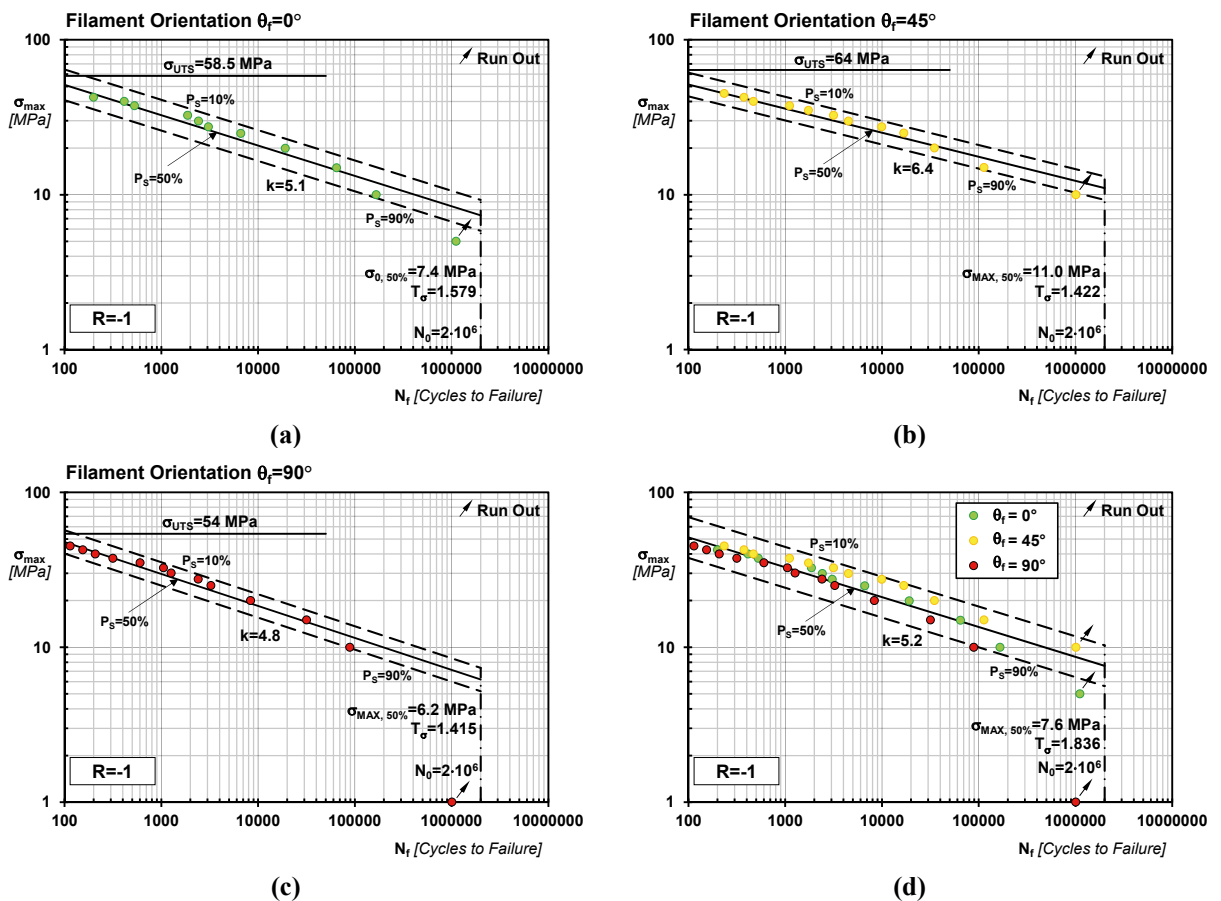 Filament Orientation θf=0°
100
10
1
σmax
[MPa]
σUTS=58.5 MPa
Run Out
PS=10%
PS=50%
k=5.1
PS=90%
σ0, 50%=7.4 MPa
Tσ=1.579
R=-1
N0=2·10⁶
100 1000 10000 100000 1000000 10000000
Nf [Cycles to Failure]
(a)
Filament Orientation θf=45°
100
10
1
σmax
[MPa]
σUTS=64 MPa
Run Out
PS=10%
PS=50%
k=6.4
PS=90%
σMAX, 50%=11.0 MPa
Tσ=1.422
R=-1
N0=2·10⁶
100 1000 10000 100000 1000000 10000000
Nf [Cycles to Failure]
(b)
Filament Orientation θf=90°
100
10
1
σmax
[MPa]
σUTS=54 MPa
Run Out
PS=10%
PS=50%
k=4.8
PS=90%
σMAX, 50%=6.2 MPa
Tσ=1.415
R=-1
N0=2·10⁶
100 1000 10000 100000 1000000 10000000
Nf [Cycles to Failure]
(c)
100
10
1
σmax
[MPa]
θf = 0°
θf = 45°
θf = 90°
Run Out
PS=10%
PS=50%
k=5.2
PS=90%
σMAX, 50%=7.6 MPa
Tσ=1.836
R=-1
N0=2·10⁶
100 1000 10000 100000 1000000 10000000
Nf [Cycles to Failure]
(d)